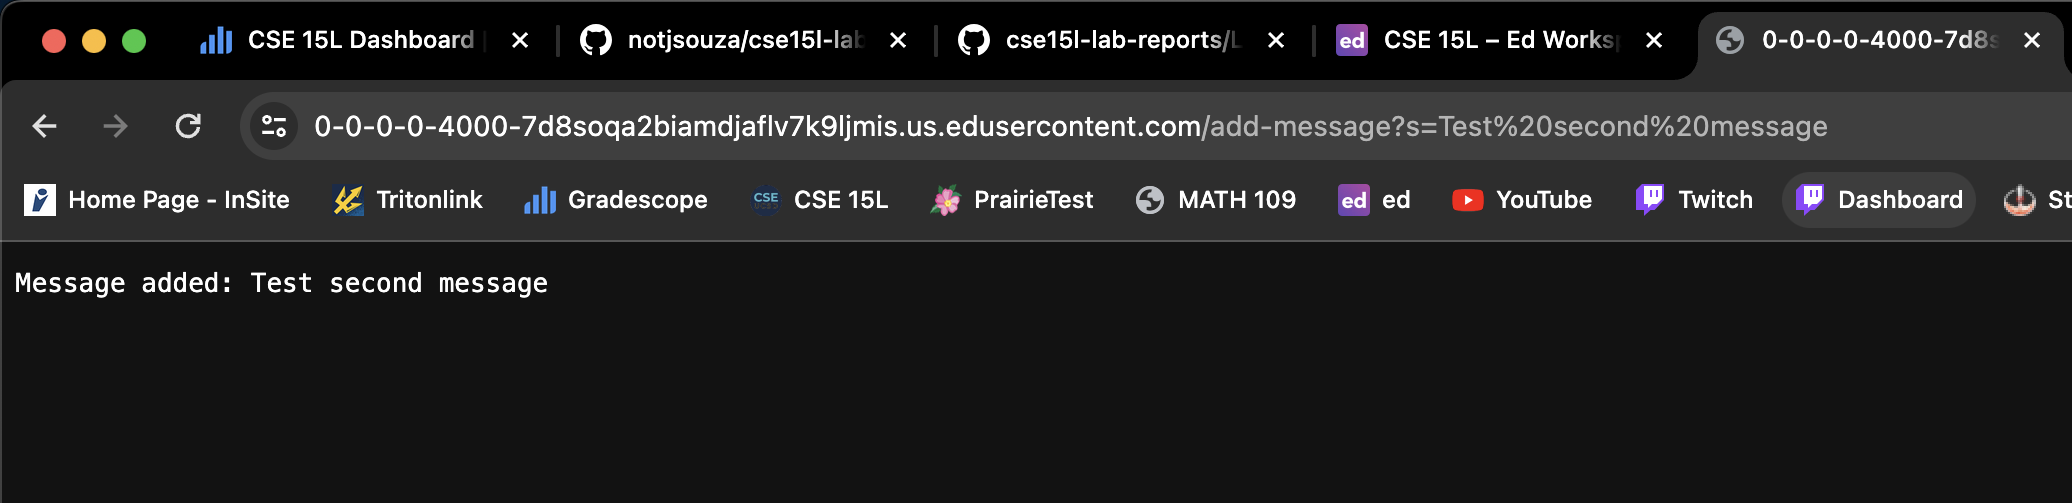 CSE 15L Dashboard
notjsouza/cse15l-lab
cse15l-lab-reports/L
ed CSE 15L – Ed Works
0-0-0-0-4000-7d8s
0-0-0-0-4000-7d8soqa2biamdjaflv7k9ljmis.us.edusercontent.com/add-message?s=Test%20second%20message
Home Page - InSite
Tritonlink
Gradescope
CSE CSE 15L
PrairieTest
MATH 109
ed ed
YouTube
Twitch
Dashboard
St
Message added: Test second message